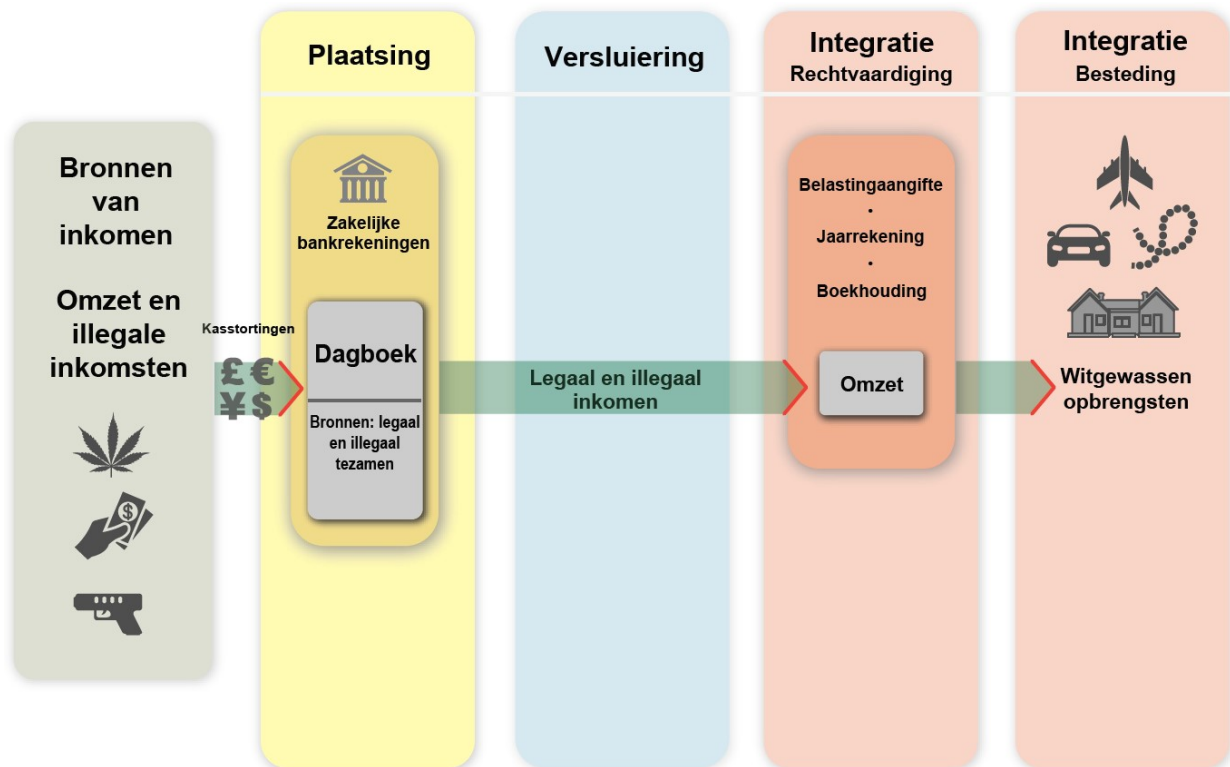 Plaatsing
Versluiering
Integratie
Rechtvaardiging
Integratie
Besteding
Bronnen
van
inkomen
Omzet en
illegale
inkomsten
Kasstortingen
£ €
¥ $
Zakelijke
bankrekeningen
Dagboek
Bronnen: legaal
en illegaal
tezamen
Legaal en illegaal
inkomen
Belastingaangifte
·
Jaarrekening
·
Boekhouding
Omzet
Witgewassen
opbrengsten
$